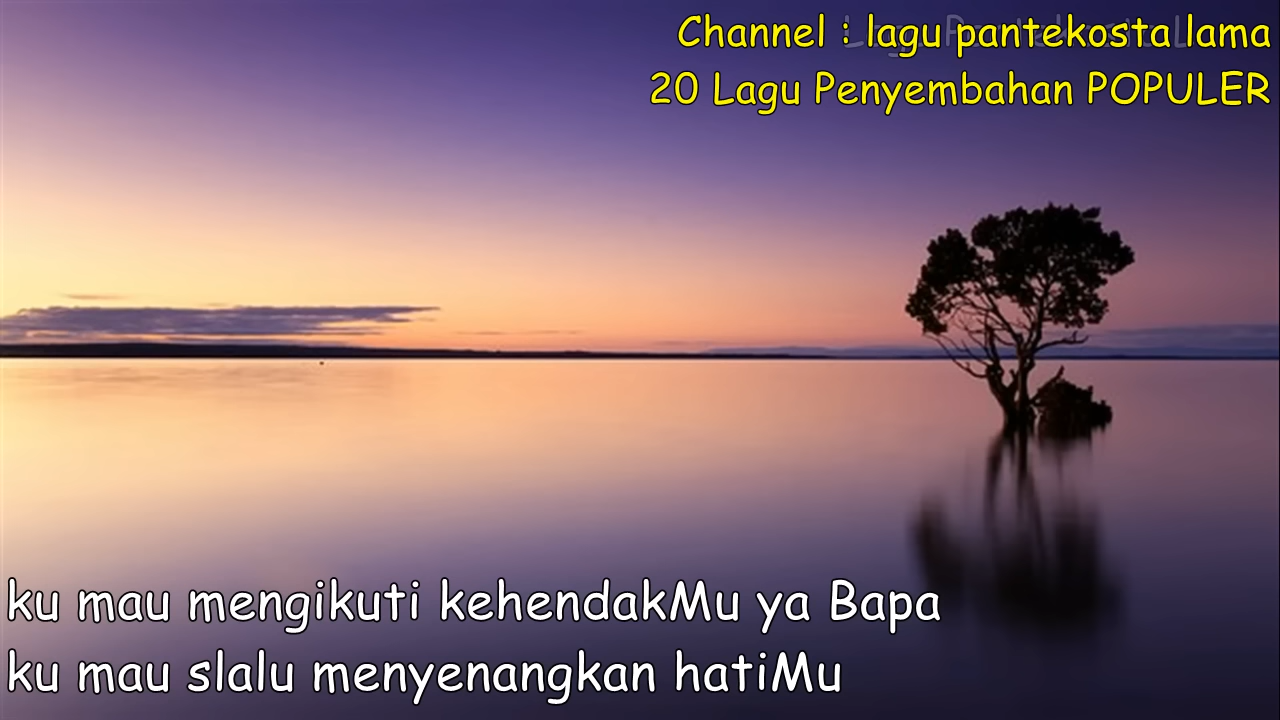 Channel : lagu pantekosta lama
20 Lagu Penyembahan POPULER
ku mau mengikuti kehendakMu ya Bapa
ku mau slalu menyenangkan hatiMu